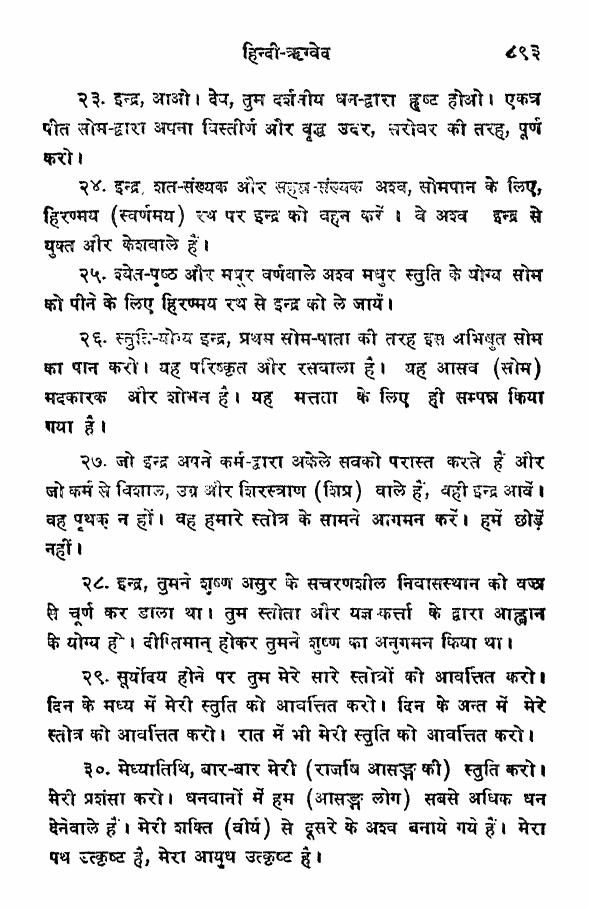 हिन्दी-ऋग्वेद ८९३
२३. इन्द्र, आओ। देव, तुम दर्शनीय धन-द्वारा हृष्ट होओ। एकत्र
पीत सोम-द्वारा अपना विस्तीर्ण और वृद्ध उदर, सरोवर की तरह, पूर्ण
करो।
२४. इन्द्र, शत-संख्यक और सहस्र-संख्यक अश्व, सोमपान के लिए,
हिरण्मय (स्वर्णमय) रथ पर इन्द्र को वहन करें । वे अश्व इन्द्र से
युक्त और केशवाले हैं।
२५. श्वेत-पृष्ठ और मयूर वर्णवाले अश्व मधुर स्तुति के योग्य सोम
को पीने के लिए हिरण्मय रथ से इन्द्र को ले जायें।
२६. स्तुति-योग्य इन्द्र, प्रथम सोम-पाता की तरह इस अभिषुत सोम
का पान करो। यह परिष्कृत और रसवाला है। यह आसव (सोम)
मदकारक और शोभन है। यह मत्तता के लिए ही सम्पन्न किया
गया है।
२७. जो इन्द्र अपने कर्म-द्वारा अकेले सबको परास्त करते हैं और
जो कर्म से विशाल, उग्र और शिरस्त्राण (शिप्र) वाले हैं, वही इन्द्र आवें।
वह पृथक् न हों। वह हमारे स्तोत्र के सामने आगमन करें। हमें छोड़ें
नहीं।
२८. इन्द्र, तुमने शुष्ण असुर के सञ्चरणशील निवासस्थान को वज्र
से चूर्ण कर डाला था। तुम स्तोता और यज्ञ-कर्त्ता के द्वारा आह्वान
के योग्य हो। दीप्तिमान् होकर तुमने शुष्ण का अनुगमन किया था।
२९. सूर्योदय होने पर तुम मेरे सारे स्तोत्रों को आवर्त्तित करो।
दिन के मध्य में मेरी स्तुति को आवर्त्तित करो। दिन के अन्त में मेरे
स्तोत्र को आवर्त्तित करो। रात में भी मेरी स्तुति को आवर्त्तित करो।
३०. मेध्यातिथि, बार-बार मेरी (राजर्षि आसङ्ग की) स्तुति करो।
मेरी प्रशंसा करो। धनवानों में हम (आसङ्ग लोग) सबसे अधिक धन
देनेवाले हैं। मेरी शक्ति (वीर्य) से दूसरे के अश्व बनाये गये हैं। मेरा
पथ उत्कृष्ट है, मेरा आयुध उत्कृष्ट है।